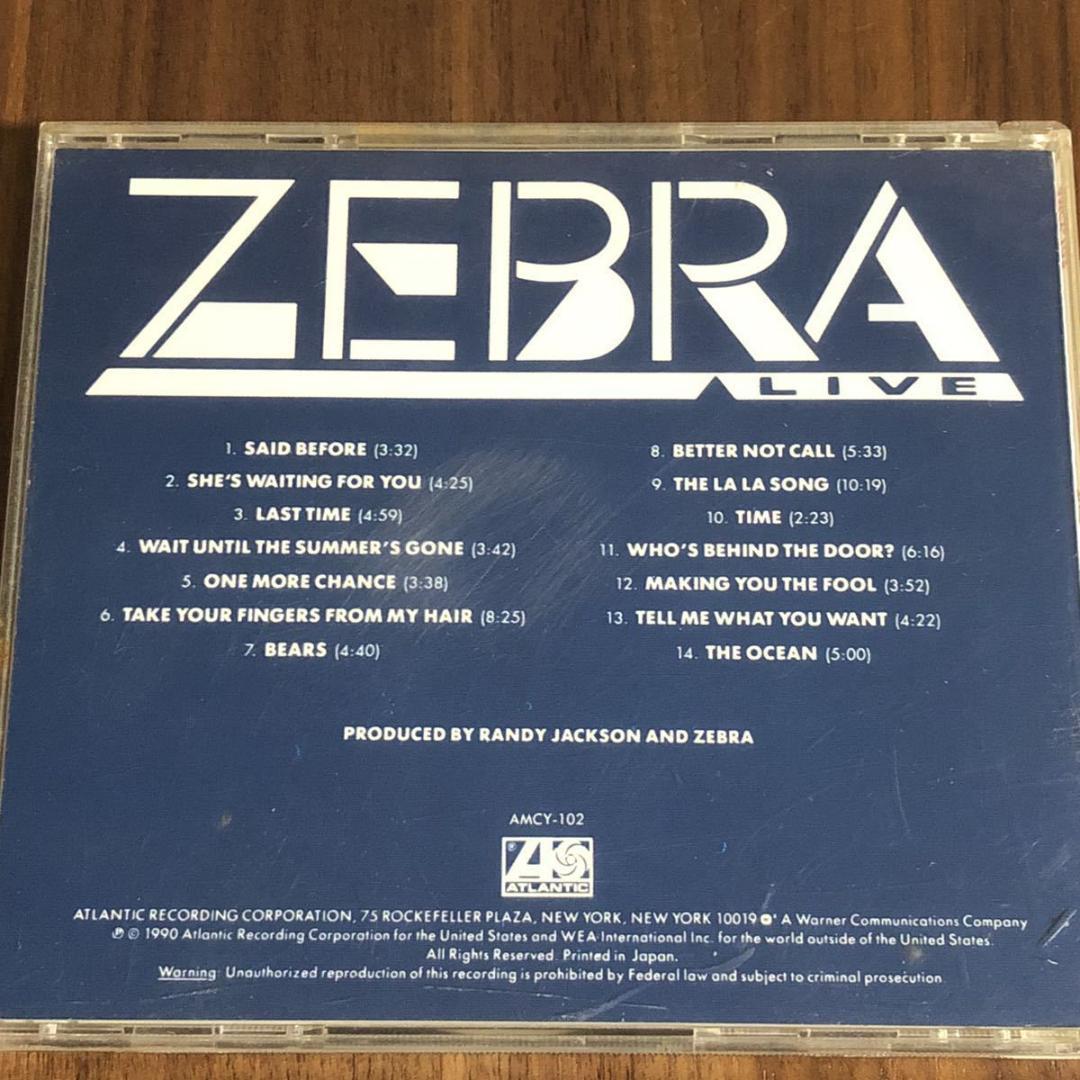 ZEBRA
LIVE
1. SAID BEFORE (3:32)
2. SHE'S WAITING FOR YOU (4:25)
3. LAST TIME (4:59)
4. WAIT UNTIL THE SUMMER'S GONE (3:42)
5. ONE MORE CHANCE (3:38)
6. TAKE YOUR FINGERS FROM MY HAIR (8:25)
7. BEARS (4:40)
8. BETTER NOT CALL (5:33)
9. THE LA LA SONG (10:19)
10. TIME (2:23)
11. WHO'S BEHIND THE DOOR? (6:16)
12. MAKING YOU THE FOOL (3:52)
13. TELL ME WHAT YOU WANT (4:22)
14. THE OCEAN (5:00)
PRODUCED BY RANDY JACKSON AND ZEBRA
AMCY-102
®
ATLANTIC
ATLANTIC RECORDING CORPORATION, 75 ROCKEFELLER PLAZA, NEW YORK, NEW YORK 10019 A Warner Communications Company
℗ © 1990 Atlantic Recording Corporation for the United States and WEA International Inc. for the world outside of the United States.
All Rights Reserved. Printed in Japan.
Warning: Unauthorized reproduction of this recording is prohibited by Federal law and subject to criminal prosecution.